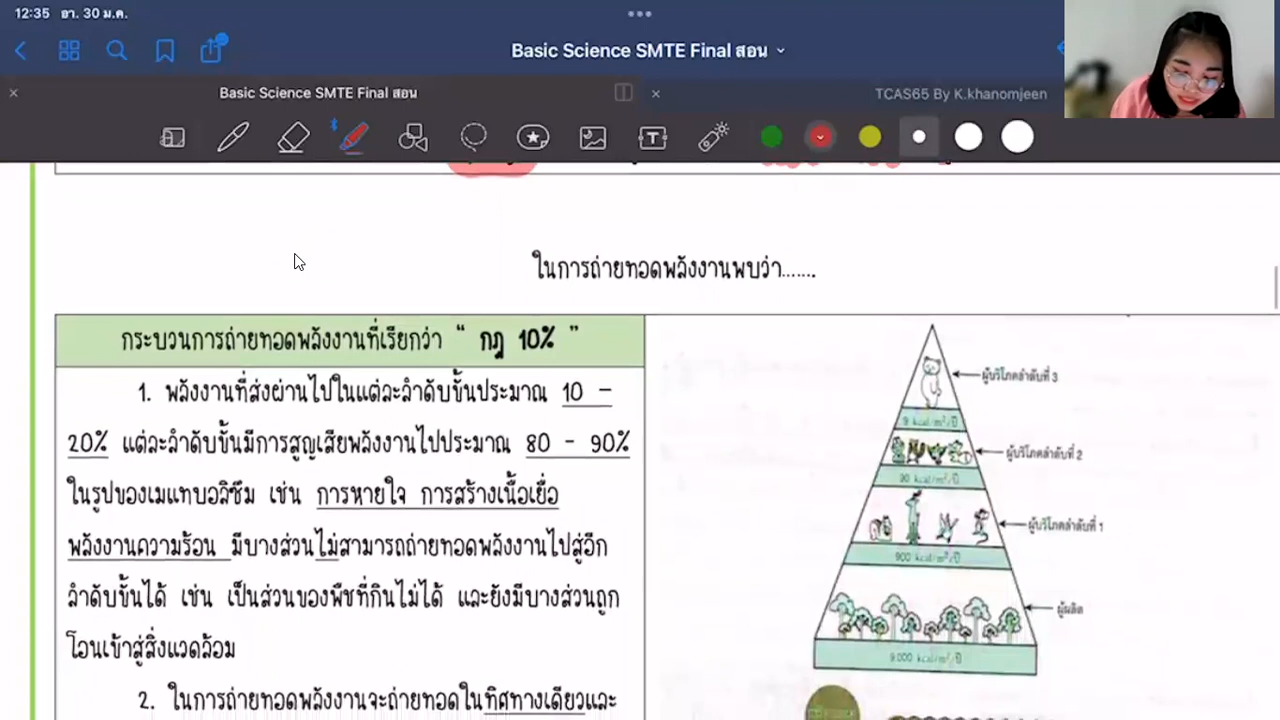 12:35 อา. 30 ม.ค.
Basic Science SMTE Final สอน
Basic Science SMTE Final สอน
TCAS65 By K.khanomjeen
ในการถ่ายทอดพลังงานพบว่า.......
กระบวนการถ่ายทอดพลังงานที่เรียกว่า “ กฎ 10% ”
1. พลังงานที่ส่งผ่านไปในแต่ละลำดับขั้นประมาณ 10 –
20% แต่ละลำดับขั้นมีการสูญเสียพลังงานไปประมาณ 80 - 90%
ในรูปของเมแทบอลิซึม เช่น การหายใจ การสร้างเนื้อเยื่อ
พลังงานความร้อน มีบางส่วนไม่สามารถถ่ายทอดพลังงานไปสู่อีก
ลำดับขั้นได้ เช่น เป็นส่วนของพืชที่กินไม่ได้ และยังมีบางส่วนถูก
โอนเข้าสู่สิ่งแวดล้อม
2. ในการถ่ายทอดพลังงานจะถ่ายทอดในทิศทางเดียวและ
ผู้บริโภคลำดับที่ 3
9 kcal/m²/ปี
ผู้บริโภคลำดับที่ 2
90 kcal/m²/ปี
ผู้บริโภคลำดับที่ 1
900 kcal/m²/ปี
ผู้ผลิต
9,000 kcal/m²/ปี